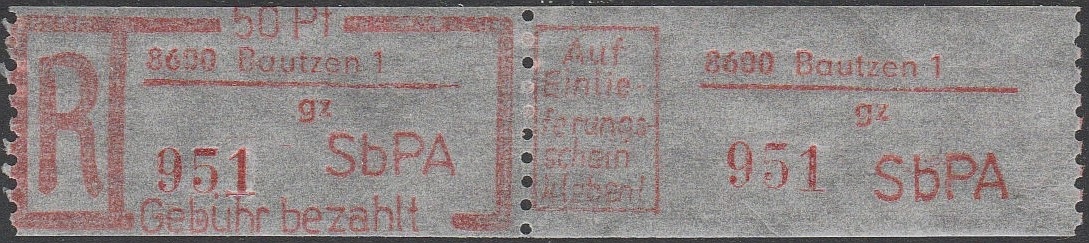 50 Pf
R
8600 Bautzen 1
gz
951 SbPA
Gebühr bezahlt
Auf
Einlie-
ferungs-
schein
kleben!
8600 Bautzen 1
gz
951 SbPA